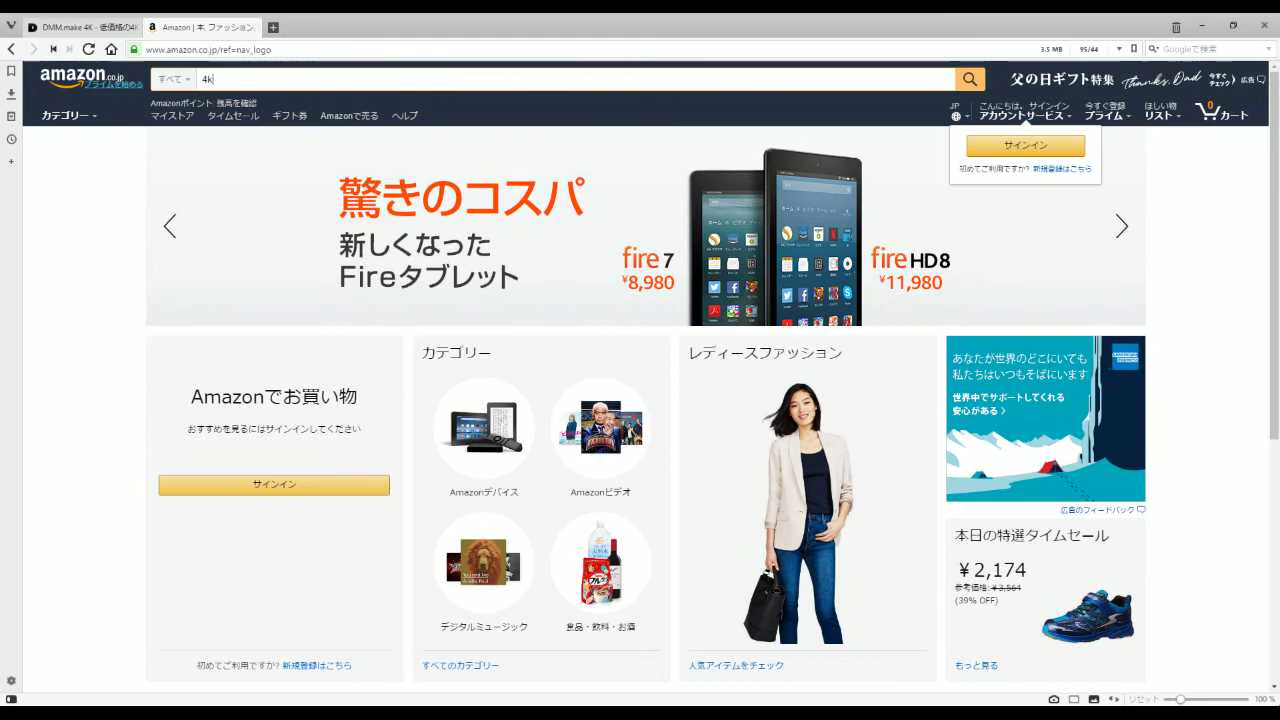 DMM.make 4K - 低価格の4K
Amazon | 本, ファッション,
www.amazon.co.jp/ref=nav_logo
3.5 MB
95/44
Googleで検索
amazon.co.jp
プライムを始める
すべて
4k
父の日ギフト特集
Thanks, Dad
今すぐチェック
広告
カテゴリー
Amazonポイント 残高を確認
マイストア
タイムセール
ギフト券
Amazonで売る
ヘルプ
JP
こんにちは, サインイン
アカウントサービス
今すぐ登録
プライム
ほしい物
リスト
0
カート
サインイン
初めてご利用ですか? 新規登録はこちら
驚きのコスパ
新しくなった
Fireタブレット
fire 7
¥8,980
fire HD8
¥11,980
Amazonでお買い物
おすすめを見るにはサインインしてください
サインイン
初めてご利用ですか? 新規登録はこちら
カテゴリー
Amazonデバイス
Amazonビデオ
デジタルミュージック
食品・飲料・お酒
すべてのカテゴリー
レディースファッション
人気アイテムをチェック
あなたが世界のどこにいても
私たちはいつもそばにいます
世界中でサポートしてくれる
安心がある
広告のフィードバック
本日の特選タイムセール
¥ 2,174
参考価格: ¥ 3,564
(39% OFF)
もっと見る
リセット
100 %